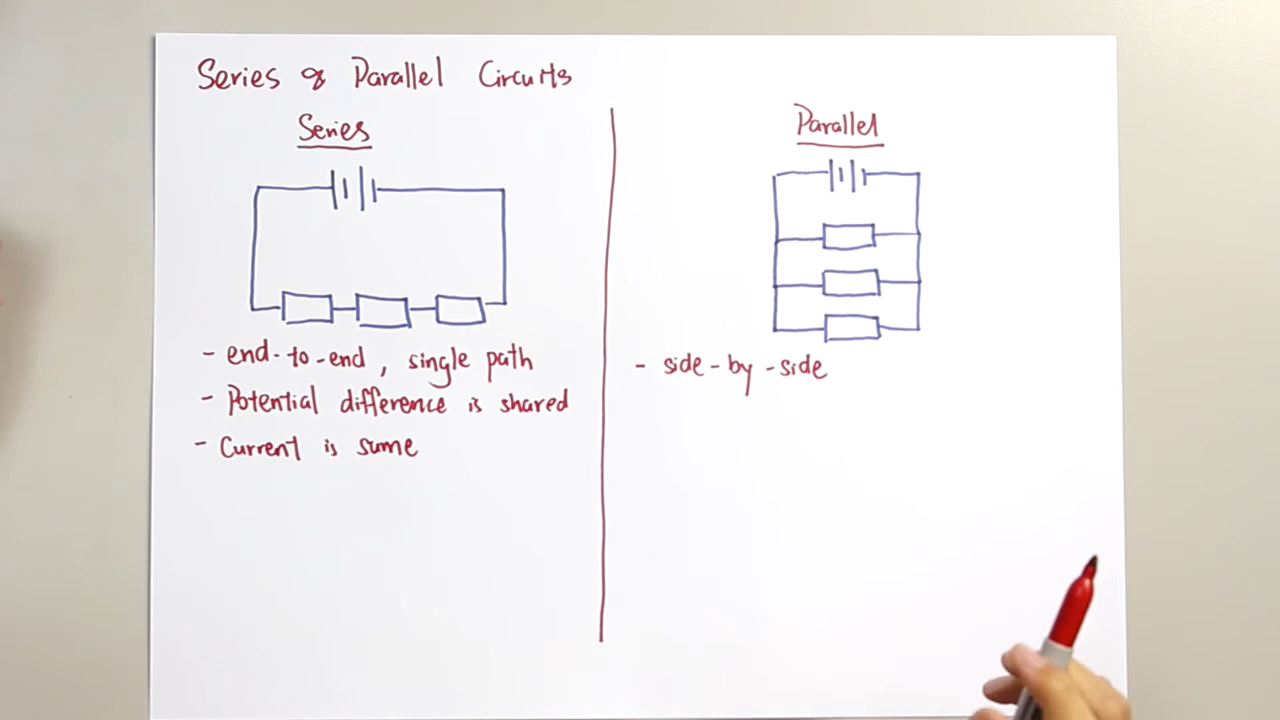 Series & Parallel Circuits
Series
- end-to-end, single path
- Potential difference is shared
- Current is same
Parallel
- side-by-side